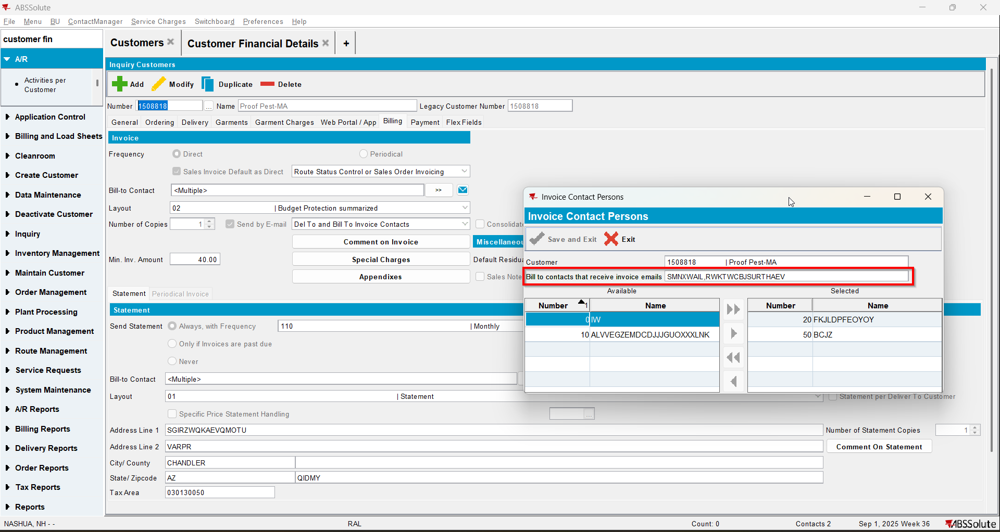 ABSSolute
File Menu BU ContactManager Service Charges Switchboard Preferences Help
customer fin
Customers
Customer Financial Details
+
A/R
Activities per
Customer
Application Control
Billing and Load Sheets
Cleanroom
Create Customer
Data Maintenance
Deactivate Customer
Inquiry
Inventory Management
Maintain Customer
Order Management
Plant Processing
Product Management
Route Management
Service Requests
System Maintenance
A/R Reports
Billing Reports
Delivery Reports
Order Reports
Tax Reports
Reports
Inquiry Customers
Add Modify Duplicate Delete
Number 1508818 ... Name Proof Pest-MA Legacy Customer Number 1508818
General Ordering Delivery Garments Garment Charges Web Portal / App Billing Payment Flex Fields
Invoice
Frequency Direct Periodical
Sales Invoice Default as Direct Route Status Control or Sales Order Invoicing
Bill-to Contact <Multiple> >>
Layout 02 | Budget Protection summarized
Number of Copies 1 Send by E-mail Del To and Bill To Invoice Contacts
Comment on Invoice
Min. Inv. Amount 40.00 Special Charges
Appendixes
Statement Periodical Invoice
Statement
Send Statement Always, with Frequency 110 | Monthly
Only if Invoices are past due
Never
Bill-to Contact <Multiple>
Layout 01 | Statement Statement per Deliver To Customer
Specific Price Statement Handling ...
Address Line 1 SGIRZWQKAEVQMOTU Number of Statement Copies 1
Address Line 2 VARPR Comment On Statement
City/ County CHANDLER
State/ Zipcode AZ QIDMY
Tax Area 030130050
Invoice Contact Persons
Invoice Contact Persons
Save and Exit Exit
Customer 1508818 | Proof Pest-MA
Bill to contacts that receive invoice emails SMNXWAIL,RWKTWCBJSURTHAEV
Available Selected
Number 1 Name Number Name
0 IW 20 FKJLDPFEOYOY
10 ALVVEGZEMDCDJJJGUOXXXLNK 50 BCJZ
NASHUA, NH - - RAL Count: 0 Contacts 2 Sep 1, 2025 Week 36 ABSSolute